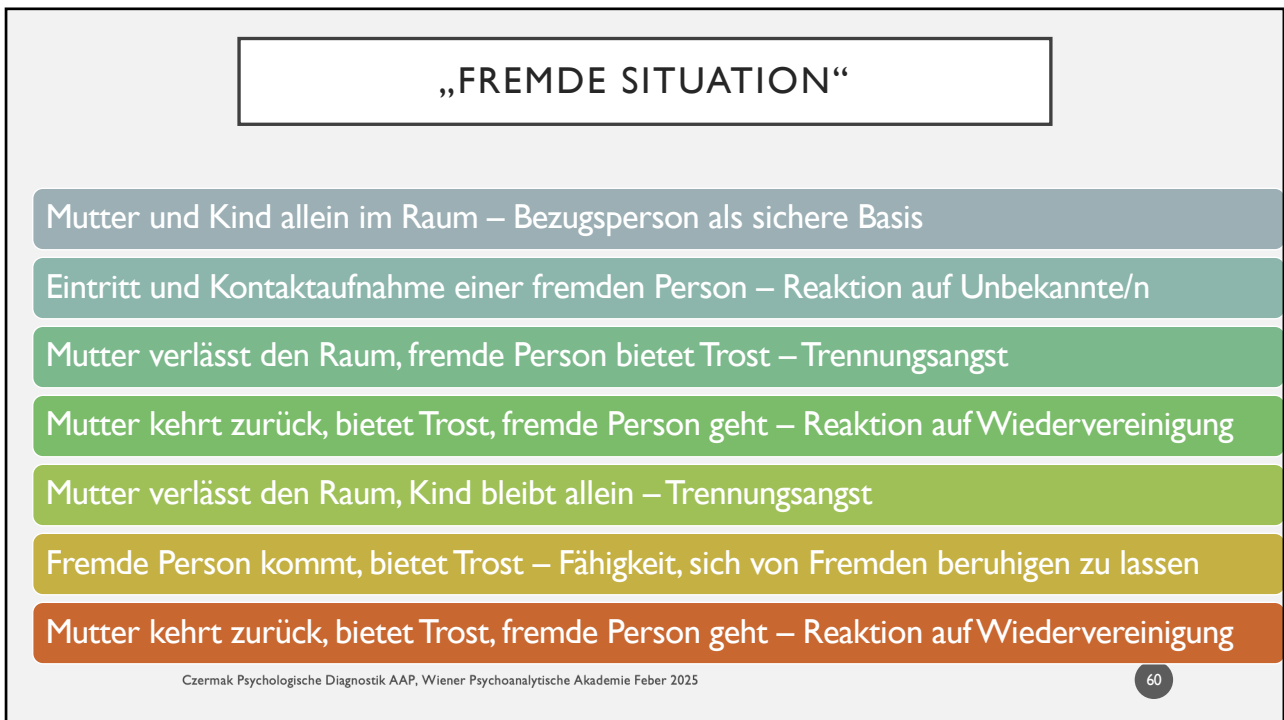 „FREMDE SITUATION“
Mutter und Kind allein im Raum – Bezugsperson als sichere Basis
Eintritt und Kontaktaufnahme einer fremden Person – Reaktion auf Unbekannte/n
Mutter verlässt den Raum, fremde Person bietet Trost – Trennungsangst
Mutter kehrt zurück, bietet Trost, fremde Person geht – Reaktion auf Wiedervereinigung
Mutter verlässt den Raum, Kind bleibt allein – Trennungsangst
Fremde Person kommt, bietet Trost – Fähigkeit, sich von Fremden beruhigen zu lassen
Mutter kehrt zurück, bietet Trost, fremde Person geht – Reaktion auf Wiedervereinigung
Czermak Psychologische Diagnostik AAP, Wiener Psychoanalytische Akademie Feber 2025
60